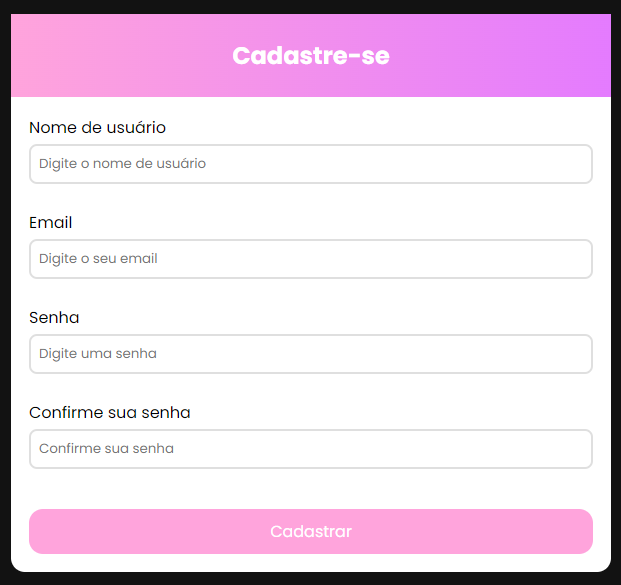 Cadastre-se
Nome de usuário
Digite o nome de usuário
Email
Digite o seu email
Senha
Digite uma senha
Confirme sua senha
Confirme sua senha
Cadastrar